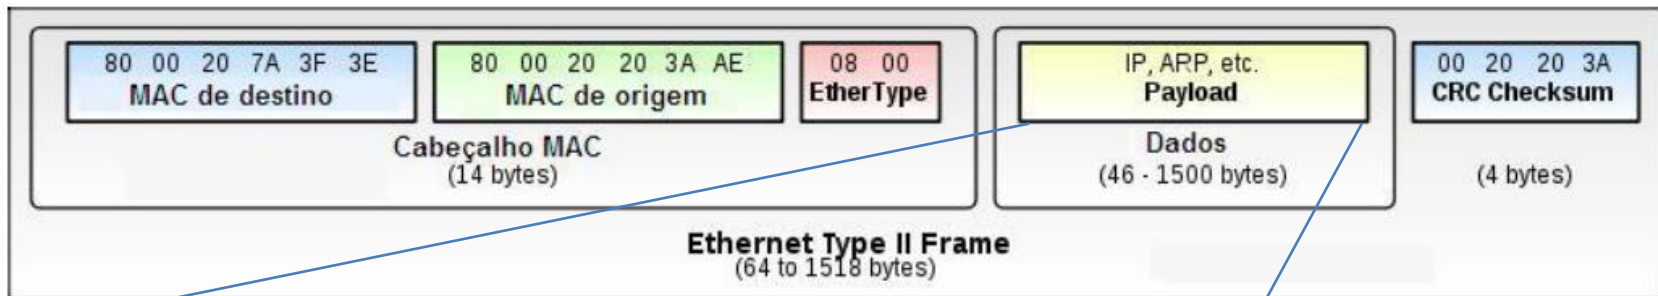 80 00 20 7A 3F 3E
MAC de destino
80 00 20 20 3A AE
MAC de origem
08 00
EtherType
Cabeçalho MAC
(14 bytes)
IP, ARP, etc.
Payload
Dados
(46 - 1500 bytes)
00 20 20 3A
CRC Checksum
(4 bytes)
Ethernet Type II Frame
(64 to 1518 bytes)